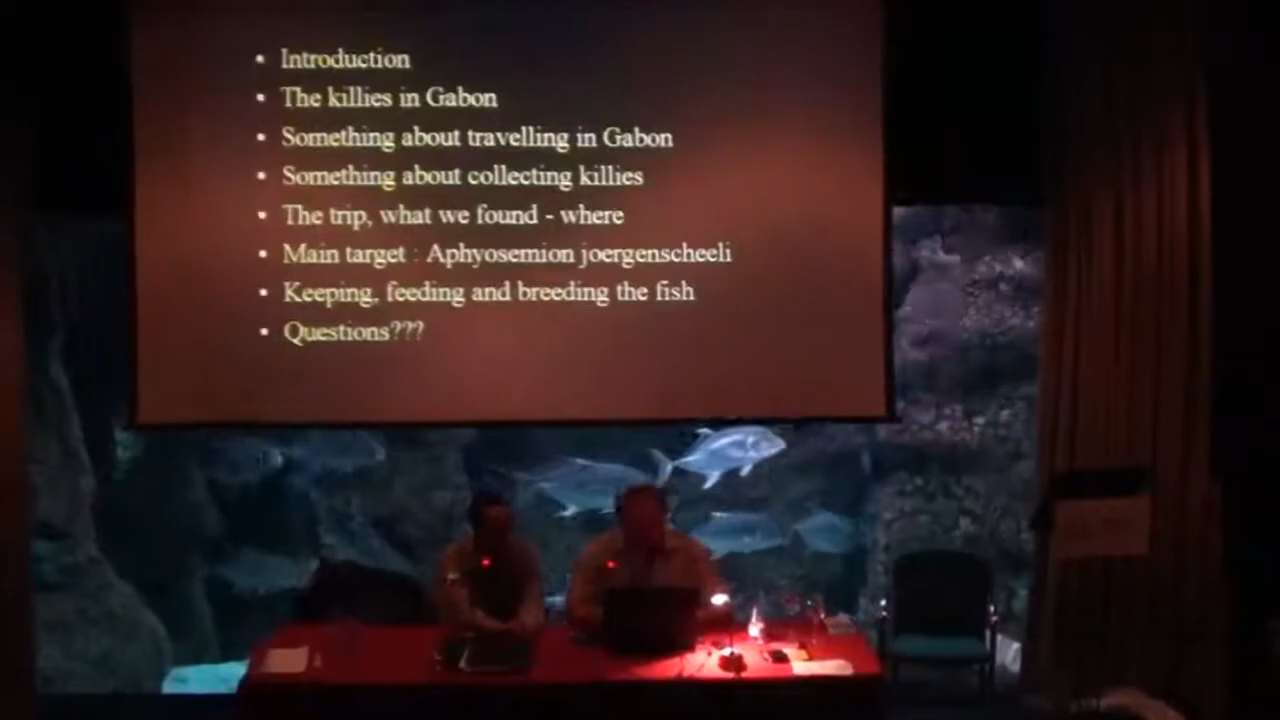 • Introduction
• The killies in Gabon
• Something about travelling in Gabon
• Something about collecting killies
• The trip, what we found - where
• Main target : Aphyosemion joergenscheeli
• Keeping, feeding and breeding the fish
• Questions???